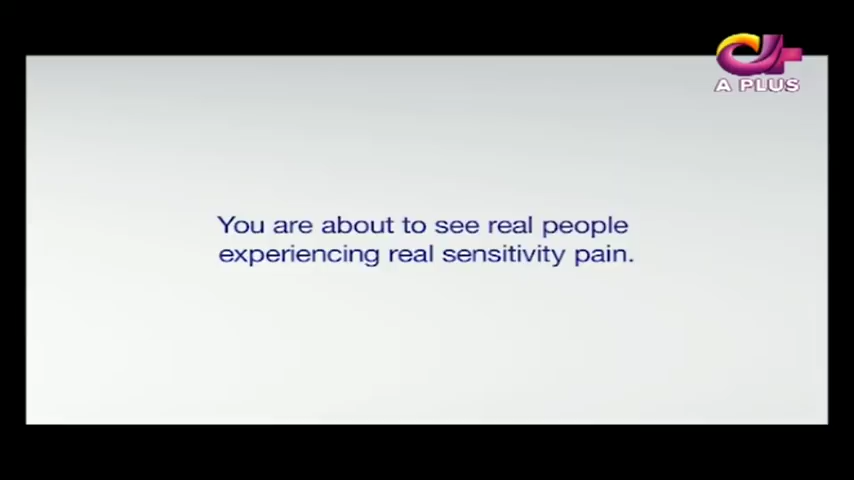 A PLUS
You are about to see real people
experiencing real sensitivity pain.